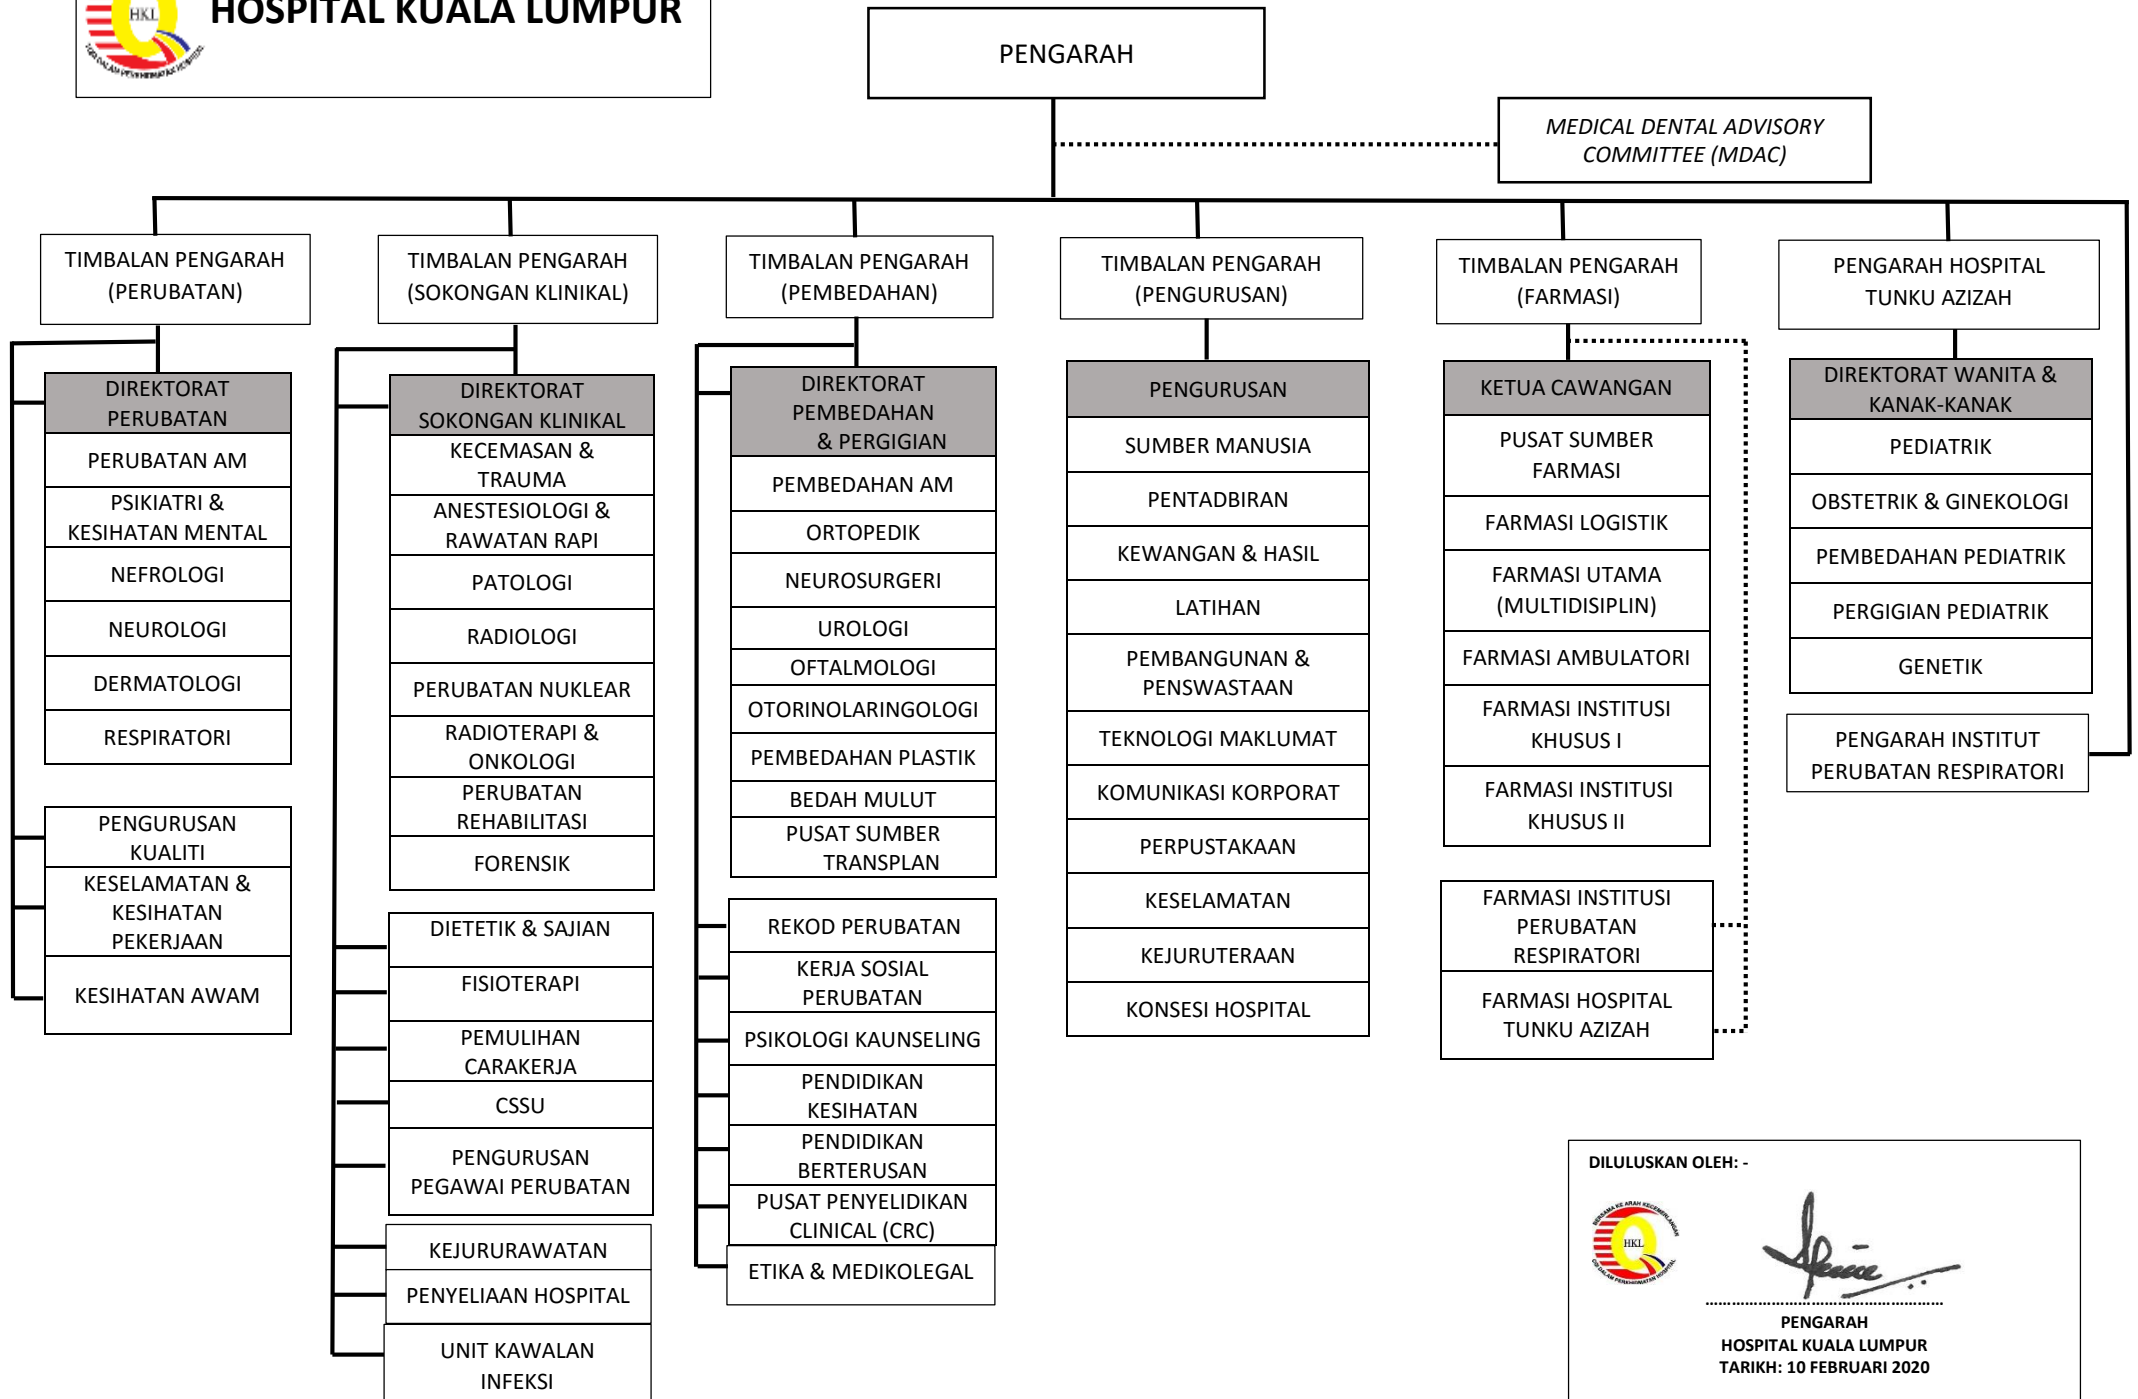 HOSPITAL KUALA LUMPUR
HKL
PENGARAH
MEDICAL DENTAL ADVISORY
COMMITTEE (MDAC)
TIMBALAN PENGARAH
(PERUBATAN)
DIREKTORAT
PERUBATAN
PERUBATAN AM
PSIKIATRI &
KESIHATAN MENTAL
NEFROLOGI
NEUROLOGI
DERMATOLOGI
RESPIRATORI
PENGURUSAN
KUALITI
KESELAMATAN &
KESIHATAN
PEKERJAAN
KESIHATAN AWAM
TIMBALAN PENGARAH
(SOKONGAN KLINIKAL)
DIREKTORAT
SOKONGAN KLINIKAL
KECEMASAN &
TRAUMA
ANESTESIOLOGI &
RAWATAN RAPI
PATOLOGI
RADIOLOGI
PERUBATAN NUKLEAR
RADIOTERAPI &
ONKOLOGI
PERUBATAN
REHABILITASI
FORENSIK
DIETETIK & SAJIAN
FISIOTERAPI
PEMULIHAN
CARAKERJA
CSSU
PENGURUSAN
PEGAWAI PERUBATAN
KEJURURAWATAN
PENYELIAAN HOSPITAL
UNIT KAWALAN
INFEKSI
TIMBALAN PENGARAH
(PEMBEDAHAN)
DIREKTORAT
PEMBEDAHAN
& PERGIGIAN
PEMBEDAHAN AM
ORTOPEDIK
NEUROSURGERI
UROLOGI
OFTALMOLOGI
OTORINOLARINGOLOGI
PEMBEDAHAN PLASTIK
BEDAH MULUT
PUSAT SUMBER
TRANSPLAN
REKOD PERUBATAN
KERJA SOSIAL
PERUBATAN
PSIKOLOGI KAUNSELING
PENDIDIKAN
KESIHATAN
PENDIDIKAN
BERTERUSAN
PUSAT PENYELIDIKAN
CLINICAL (CRC)
ETIKA & MEDIKOLEGAL
TIMBALAN PENGARAH
(PENGURUSAN)
PENGURUSAN
SUMBER MANUSIA
PENTADBIRAN
KEWANGAN & HASIL
LATIHAN
PEMBANGUNAN &
PENSWASTAAN
TEKNOLOGI MAKLUMAT
KOMUNIKASI KORPORAT
PERPUSTAKAAN
KESELAMATAN
KEJURUTERAAN
KONSESI HOSPITAL
TIMBALAN PENGARAH
(FARMASI)
KETUA CAWANGAN
PUSAT SUMBER
FARMASI
FARMASI LOGISTIK
FARMASI UTAMA
(MULTIDISIPLIN)
FARMASI AMBULATORI
FARMASI INSTITUSI
KHUSUS I
FARMASI INSTITUSI
KHUSUS II
FARMASI INSTITUSI
PERUBATAN
RESPIRATORI
FARMASI HOSPITAL
TUNKU AZIZAH
PENGARAH HOSPITAL
TUNKU AZIZAH
DIREKTORAT WANITA &
KANAK-KANAK
PEDIATRIK
OBSTETRIK & GINEKOLOGI
PEMBEDAHAN PEDIATRIK
PERGIGIAN PEDIATRIK
GENETIK
PENGARAH INSTITUT
PERUBATAN RESPIRATORI
DILULUSKAN OLEH: -
BERSAMA KE ARAH KECEMERLANGAN
HKL
DALAM PERKHIDMATAN HOSPITAL
PENGARAH
HOSPITAL KUALA LUMPUR
TARIKH: 10 FEBRUARI 2020